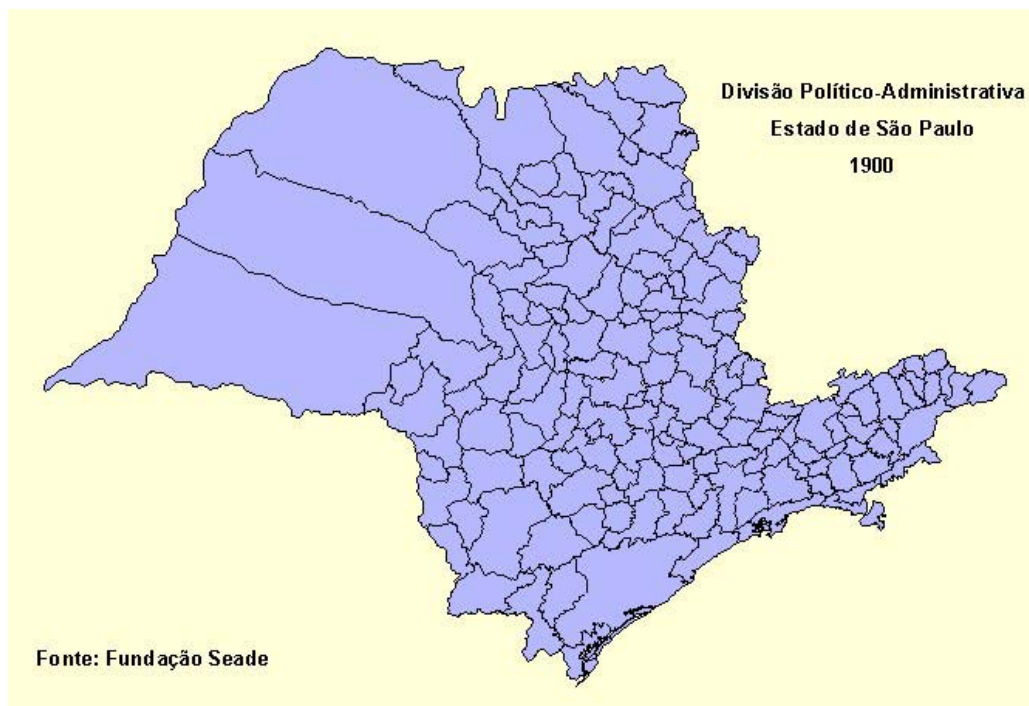 Divisão Político-Administrativa
Estado de São Paulo
1900
Fonte: Fundação Seade